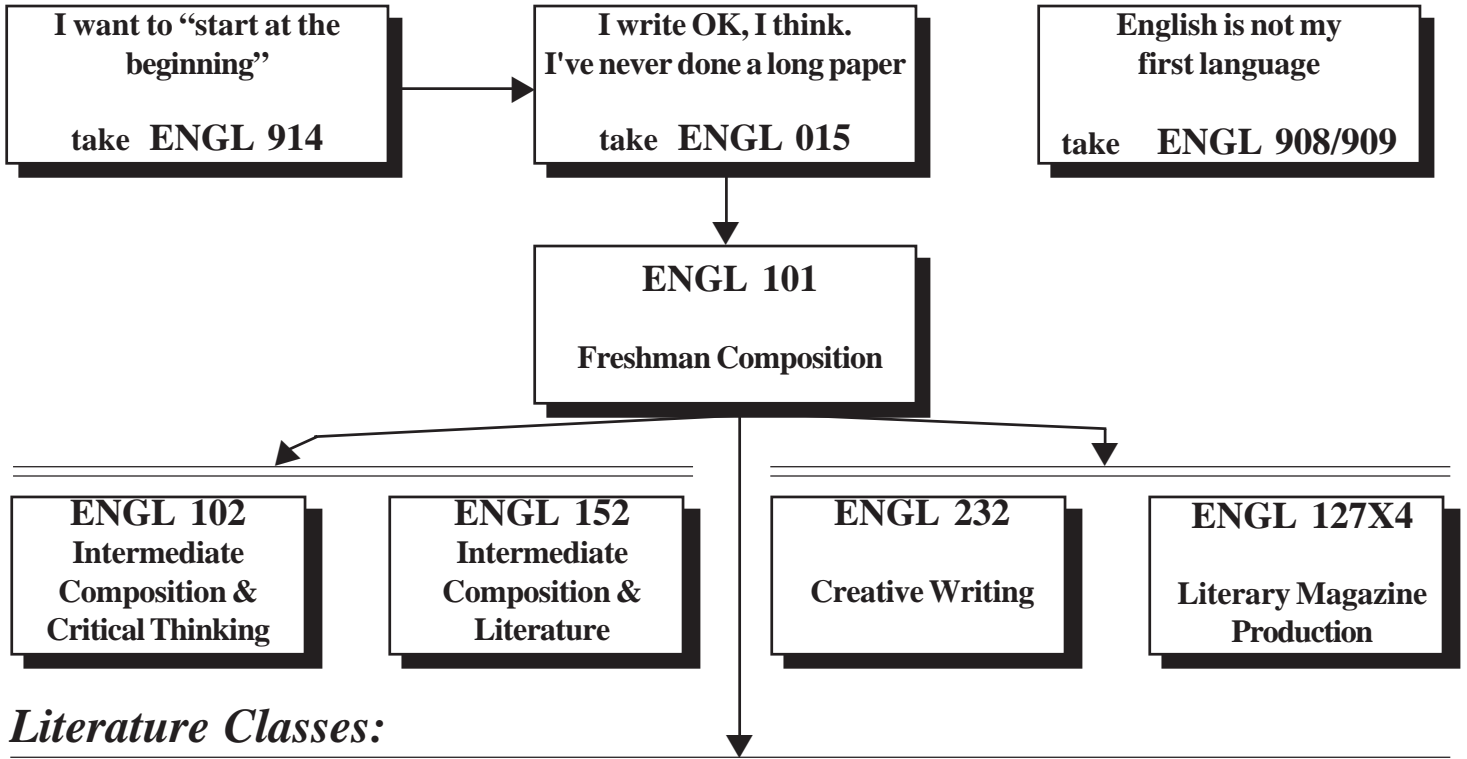 I want to “start at the
beginning”
take ENGL 914
I write OK, I think.
I've never done a long paper
take ENGL 015
English is not my
first language
take ENGL 908/909
ENGL 101
Freshman Composition
ENGL 102
Intermediate
Composition &
Critical Thinking
ENGL 152
Intermediate
Composition &
Literature
ENGL 232
Creative Writing
ENGL 127X4
Literary Magazine
Production
Literature Classes: